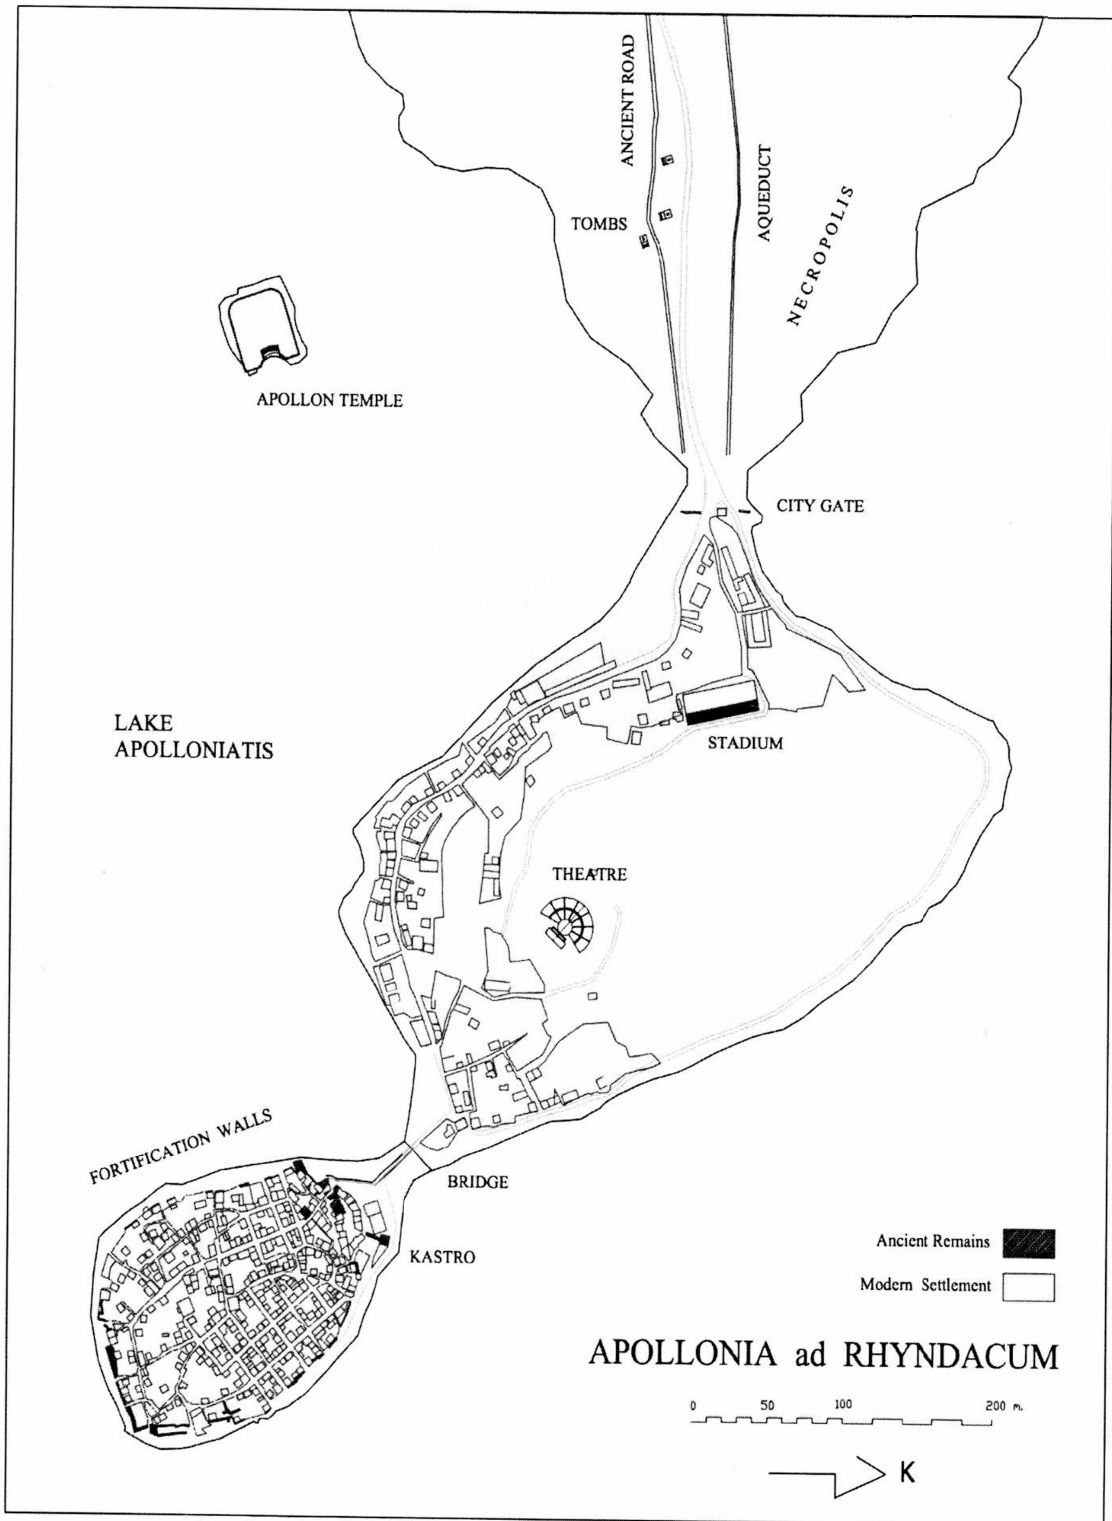 ANCIENT ROAD
AQUEDUCT
TOMBS
NECROPOLIS
APOLLON TEMPLE
CITY GATE
LAKE
APOLLONIATIS
STADIUM
THEATRE
FORTIFICATION WALLS
BRIDGE
KASTRO
Ancient Remains
Modern Settlement
APOLLONIA ad RHYNDACUM
0 50 100 200 m.
K